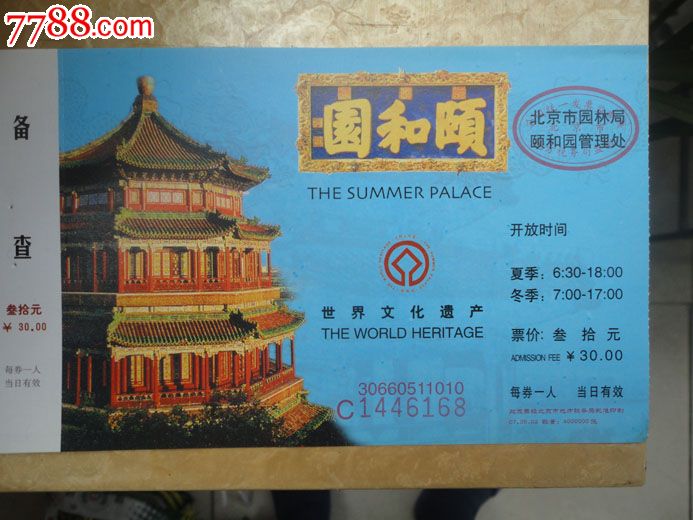 7788.com
备
查
叁拾元
¥ 30.00
每券一人
当日有效
園和頤
THE SUMMER PALACE
世界文化遗产
THE WORLD HERITAGE
30660511010
C1446168
北京市园林局
颐和园管理处
开放时间
夏季：6:30-18:00
冬季：7:00-17:00
票价：叁拾元
ADMISSION FEE ¥ 30.00
每券一人 当日有效